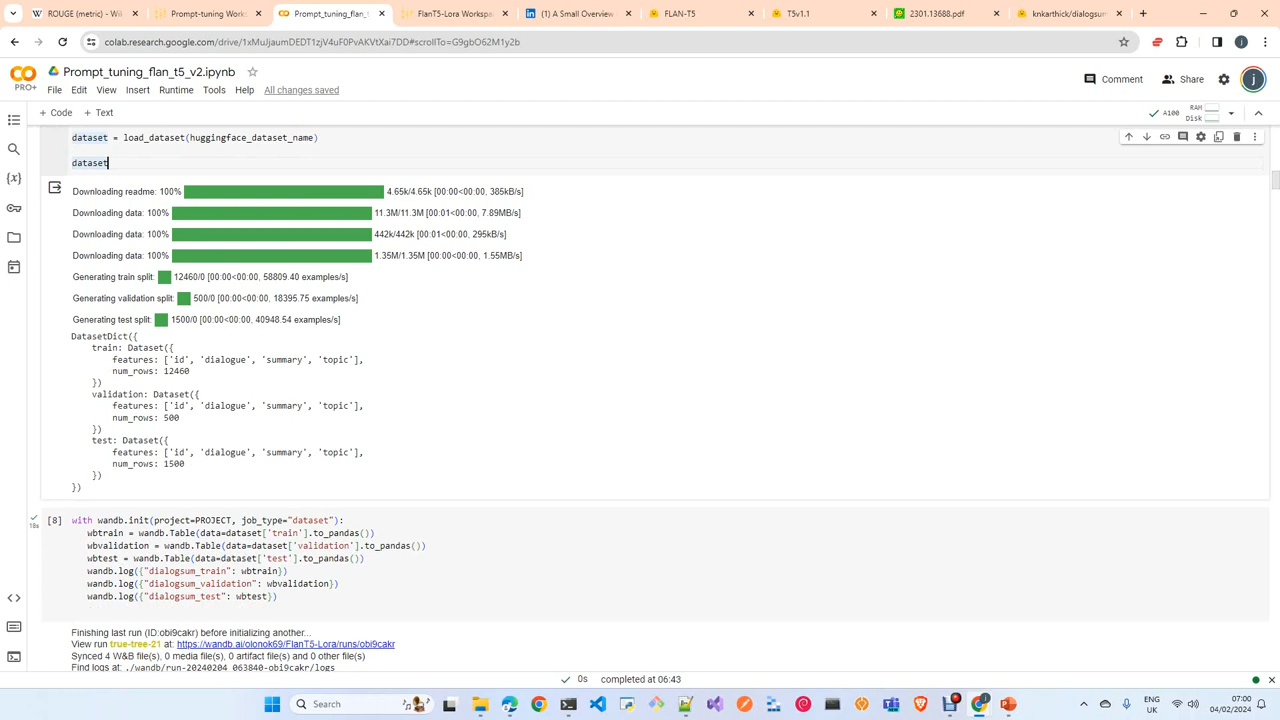 ROUGE (metric) - Wi
Prompt-tuning Works
Prompt_tuning_flan_t5
FlanT5-Lora Workspa
(1) A Small Overview
FLAN-T5
T5v1.1
2301.13688.pdf
knkarthick/dialogsum
colab.research.google.com/drive/1xMuJjaumDEDT1zjV4uF0PvAKVtXai7DD#scrollTo=G9gbO62M1y2b
j
CO
PRO+
Prompt_tuning_flan_t5_v2.ipynb
Comment
Share
j
File Edit View Insert Runtime Tools Help All changes saved
+ Code + Text
A100
RAM
Disk
dataset = load_dataset(huggingface_dataset_name)
dataset
Downloading readme: 100% 4.65k/4.65k [00:00<00:00, 385kB/s]
Downloading data: 100% 11.3M/11.3M [00:01<00:00, 7.89MB/s]
Downloading data: 100% 442k/442k [00:01<00:00, 295kB/s]
Downloading data: 100% 1.35M/1.35M [00:00<00:00, 1.55MB/s]
Generating train split: 12460/0 [00:00<00:00, 58809.40 examples/s]
Generating validation split: 500/0 [00:00<00:00, 18395.75 examples/s]
Generating test split: 1500/0 [00:00<00:00, 40948.54 examples/s]
DatasetDict({
train: Dataset({
features: ['id', 'dialogue', 'summary', 'topic'],
num_rows: 12460
})
validation: Dataset({
features: ['id', 'dialogue', 'summary', 'topic'],
num_rows: 500
})
test: Dataset({
features: ['id', 'dialogue', 'summary', 'topic'],
num_rows: 1500
})
})
[8] with wandb.init(project=PROJECT, job_type="dataset"):
18s
wbtrain = wandb.Table(data=dataset['train'].to_pandas())
wbvalidation = wandb.Table(data=dataset['validation'].to_pandas())
wbtest = wandb.Table(data=dataset['test'].to_pandas())
wandb.log({"dialogsum_train": wbtrain})
wandb.log({"dialogsum_validation": wbvalidation})
wandb.log({"dialogsum_test": wbtest})
Finishing last run (ID:obi9cakr) before initializing another...
View run true-tree-21 at: https://wandb.ai/olonok69/FlanT5-Lora/runs/obi9cakr
Synced 4 W&B file(s), 0 media file(s), 0 artifact file(s) and 0 other file(s)
Find logs at: ./wandb/run-20240204_063840-obi9cakr/logs
0s completed at 06:43
Search
ENG
UK
07:00
04/02/2024